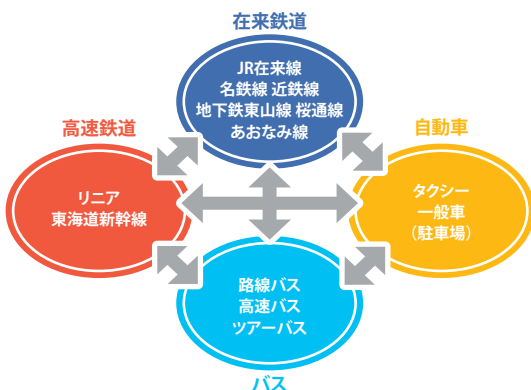 在来鉄道
JR在来線
名鉄線 近鉄線
地下鉄東山線 桜通線
あおなみ線
高速鉄道
リニア
東海道新幹線
自動車
タクシー
一般車
(駐車場)
路線バス
高速バス
ツアーバス
バス